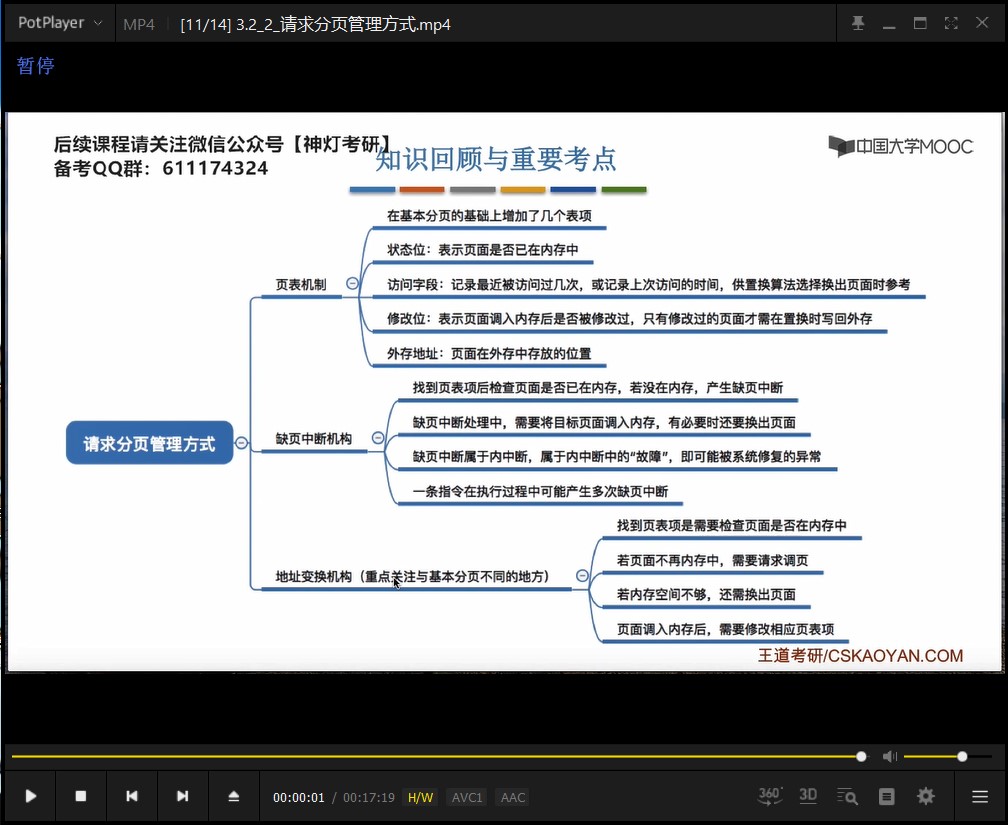 PotPlayer
MP4
[11/14] 3.2_2_请求分页管理方式.mp4
暂停
后续课程请关注微信公众号【神灯考研】
备考QQ群：611174324
知识回顾与重要考点
中国大学MOOC
在基本分页的基础上增加了几个表项
状态位：表示页面是否已在内存中
页表机制
访问字段：记录最近被访问过几次，或记录上次访问的时间，供置换算法选择换出页面时参考
修改位：表示页面调入内存后是否被修改过，只有修改过的页面才需在置换时写回外存
外存地址：页面在外存中存放的位置
找到页表项后检查页面是否已在内存，若没在内存，产生缺页中断
缺页中断处理中，需要将目标页面调入内存，有必要时还要换出页面
请求分页管理方式
缺页中断机构
缺页中断属于内中断，属于内中断中的“故障”，即可能被系统修复的异常
一条指令在执行过程中可能产生多次缺页中断
找到页表项是需要检查页面是否在内存中
若页面不再内存中，需要请求调页
地址变换机构（重点关注与基本分页不同的地方）
若内存空间不够，还需换出页面
页面调入内存后，需要修改相应页表项
王道考研/CSKAOYAN.COM
00:00:01 / 00:17:19 H/W AVC1 AAC
360° 3D